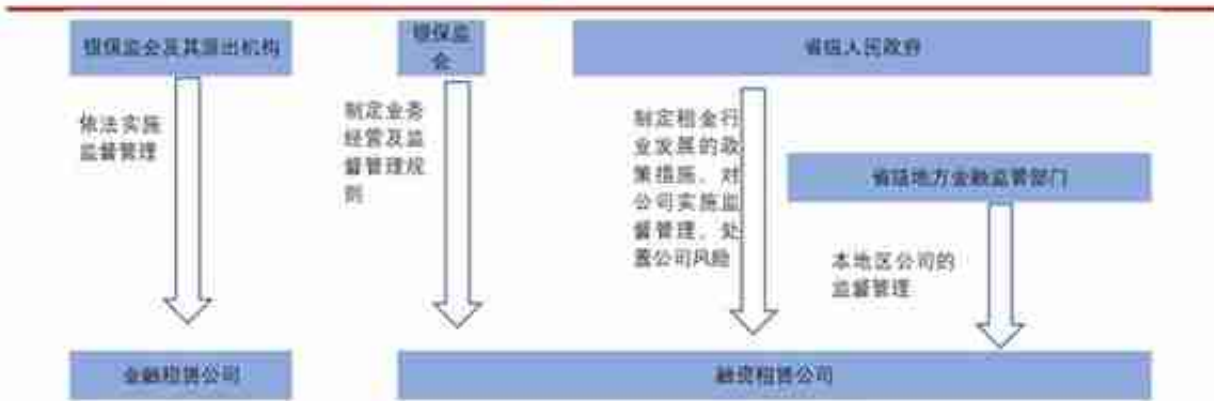 银保监会及其派出机构
银保监
会
省级人民政府
依法实施
监督管理
制定业务
经营及监
督管理规
则
制定租金行
业发展的政
策措施、对
公司实施监
督管理、处
置公司风险
省级地方金融监管部门
本地区公司的
监督管理
金融租赁公司
融资租赁公司